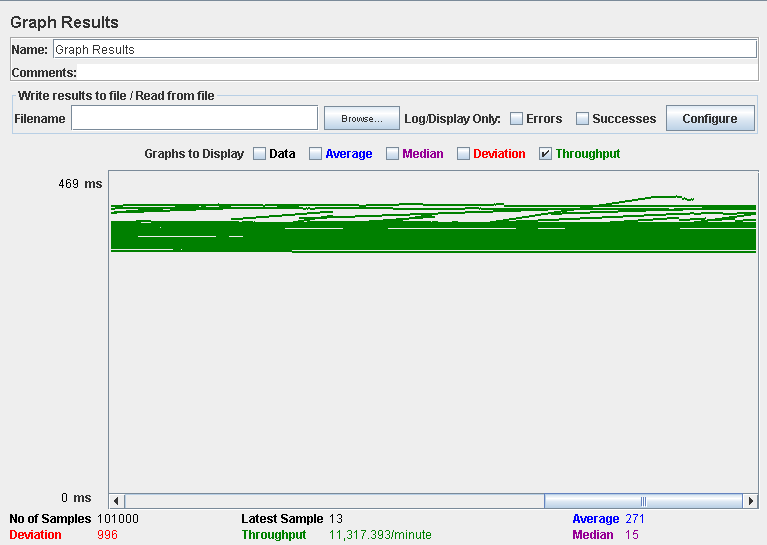 Graph Results
Name: Graph Results
Comments:
Write results to file / Read from file
Filename Browse... Log/Display Only: Errors Successes Configure
Graphs to Display Data Average Median Deviation Throughput
469 ms
0 ms
No of Samples 101000 Latest Sample 13 Average 271
Deviation 996 Throughput 11,317.393/minute Median 15